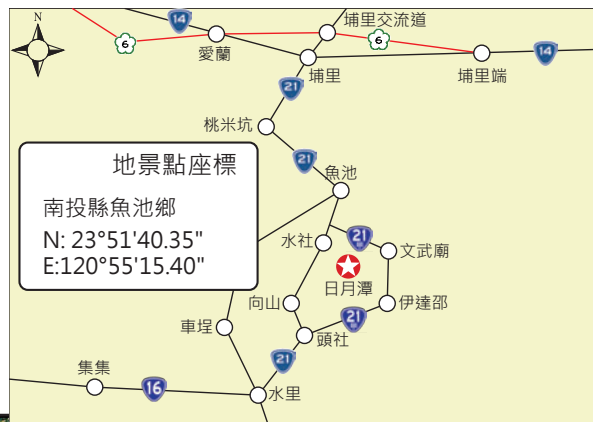 N
14
6
愛蘭
埔里交流道
6
埔里
埔里端
14
21
桃米坑
21
魚池
地景點座標
南投縣魚池鄉
N: 23°51'40.35"
E:120°55'15.40"
水社
21
文武廟
日月潭
向山
21
伊達邵
車埕
頭社
21
集集
16
水里